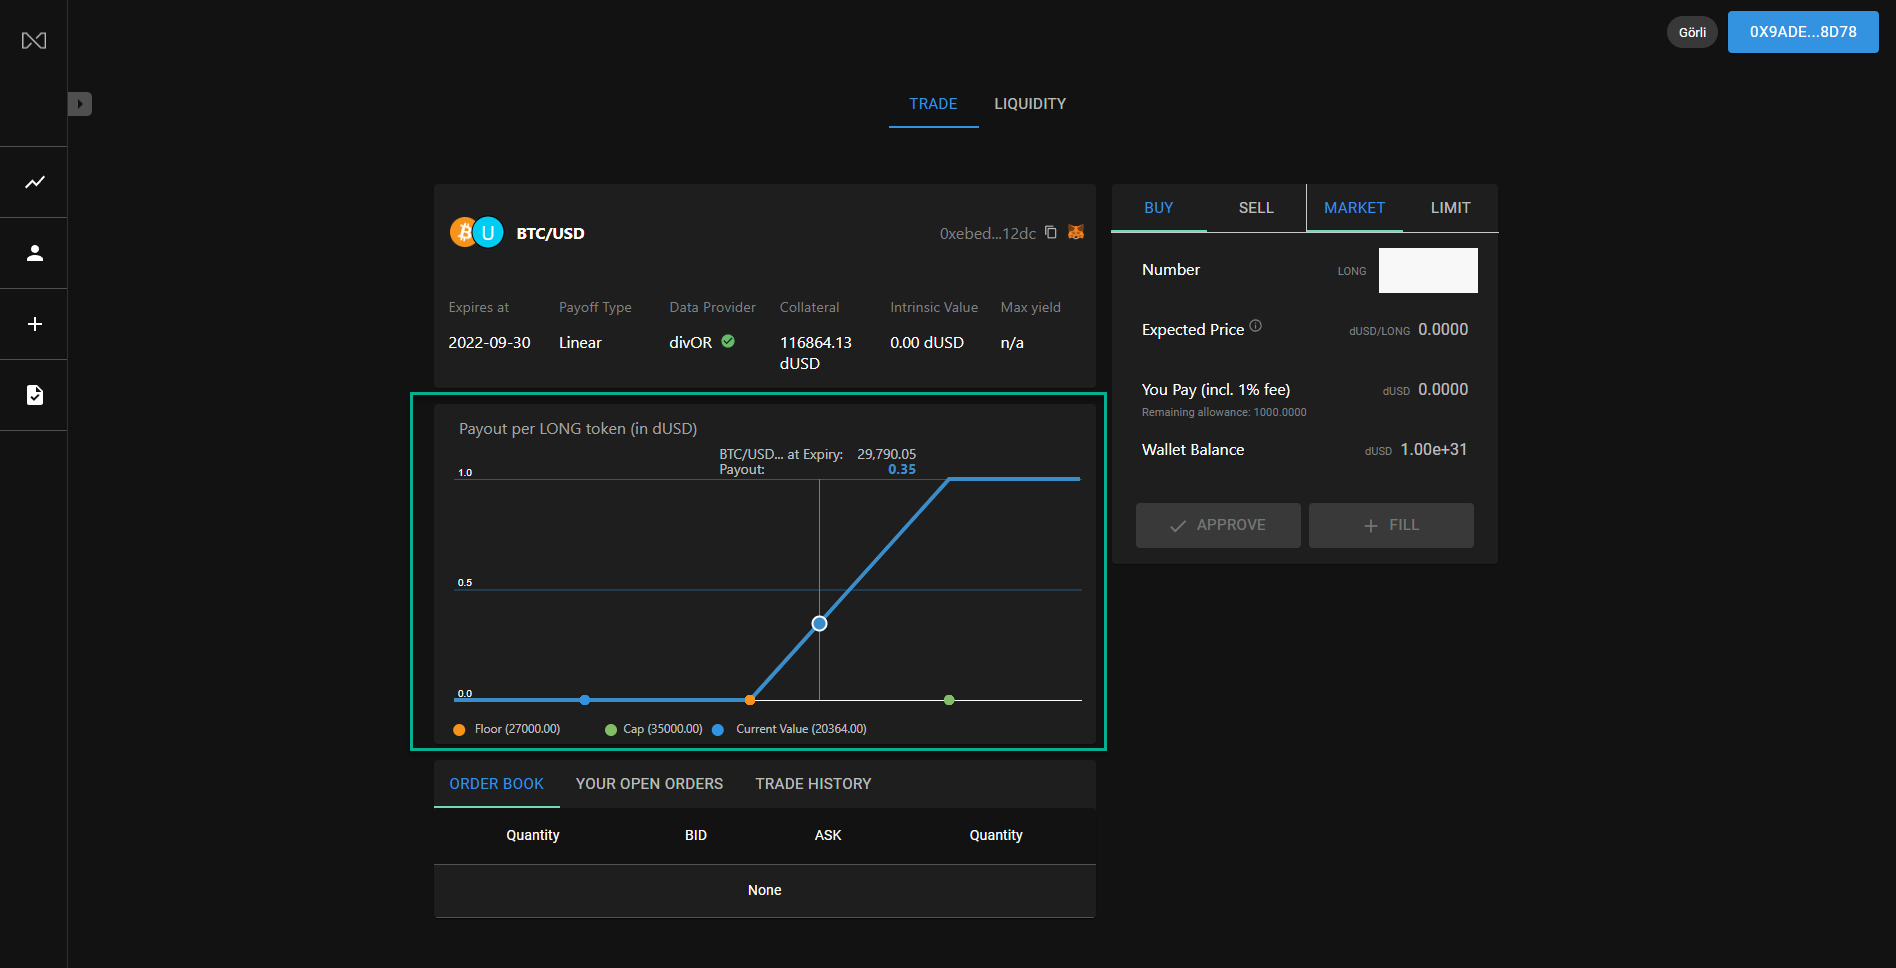 Görli
0X9ADE...8D78
TRADE
LIQUIDITY
U
BTC/USD
0xebed...12dc
Expires at
Payoff Type
Data Provider
Collateral
Intrinsic Value
Max yield
2022-09-30
Linear
divOR
116864.13
dUSD
0.00 dUSD
n/a
BUY
SELL
MARKET
LIMIT
Number
LONG
Expected Price
dUSD/LONG 0.0000
You Pay (incl. 1% fee)
dUSD 0.0000
Remaining allowance: 1000.0000
Wallet Balance
dUSD 1.00e+31
APPROVE
FILL
Payout per LONG token (in dUSD)
BTC/USD... at Expiry: 29,790.05
Payout: 0.35
1.0
0.5
0.0
Floor (27000.00)
Cap (35000.00)
Current Value (20364.00)
ORDER BOOK
YOUR OPEN ORDERS
TRADE HISTORY
Quantity
BID
ASK
Quantity
None